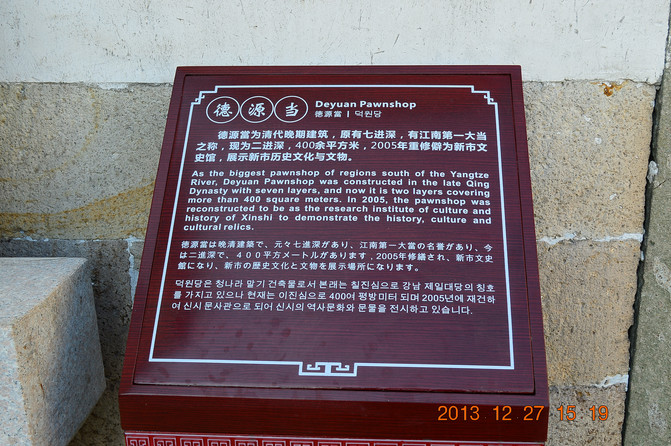 德源当
Deyuan Pawnshop
徳源當 | 덕원당
德源當为清代晚期建筑，原有七进深，有江南第一大当
之称，现为二进深，400余平方米，2005年重修僻为新市文
史馆，展示新市历史文化与文物。
As the biggest pawnshop of regions south of the Yangtze
River, Deyuan Pawnshop was constructed in the late Qing
Dynasty with seven layers, and now it is two layers covering
more than 400 square meters. In 2005, the pawnshop was
reconstructed to be as the research institute of culture and
history of Xinshi to demonstrate the history, culture and
cultural relics.
徳源當は晩清建築で、元々七進深があり、江南第一大當の名誉があり、今
は二進深で、４００平方メートルがあります，2005年修繕され、新市文史
館になり、新市の歴史文化と文物を展示場所になります。
덕원당은 청나라 말기 건축물로서 본래는 칠진심으로 강남 제일대당의 칭호
를 가지고 있으나 현재는 이진심으로 400여 평방미터 되며 2005년에 재건하
여 신시 문사관으로 되어 신시의 역사문화와 문물을 전시하고 있습니다.
2013 12 27 15 19